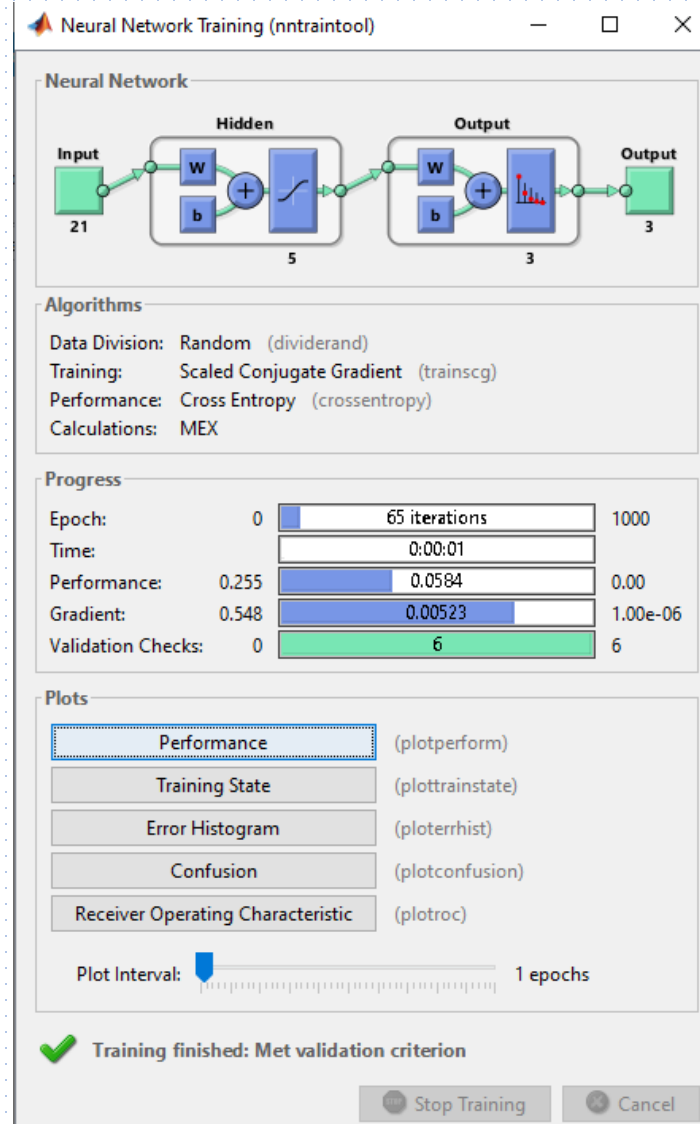 Neural Network Training (nntraintool)
Neural Network
Hidden Output
Input Output
W W
b b
21 3
5 3
Algorithms
Data Division: Random (dividerand)
Training: Scaled Conjugate Gradient (trainscg)
Performance: Cross Entropy (crossentropy)
Calculations: MEX
Progress
Epoch: 0 65 iterations 1000
Time: 0:00:01
Performance: 0.255 0.0584 0.00
Gradient: 0.548 0.00523 1.00e-06
Validation Checks: 0 6 6
Plots
Performance (plotperform)
Training State (plottrainstate)
Error Histogram (ploterrhist)
Confusion (plotconfusion)
Receiver Operating Characteristic (plotroc)
Plot Interval: 1 epochs
Training finished: Met validation criterion
STOP Stop Training Cancel